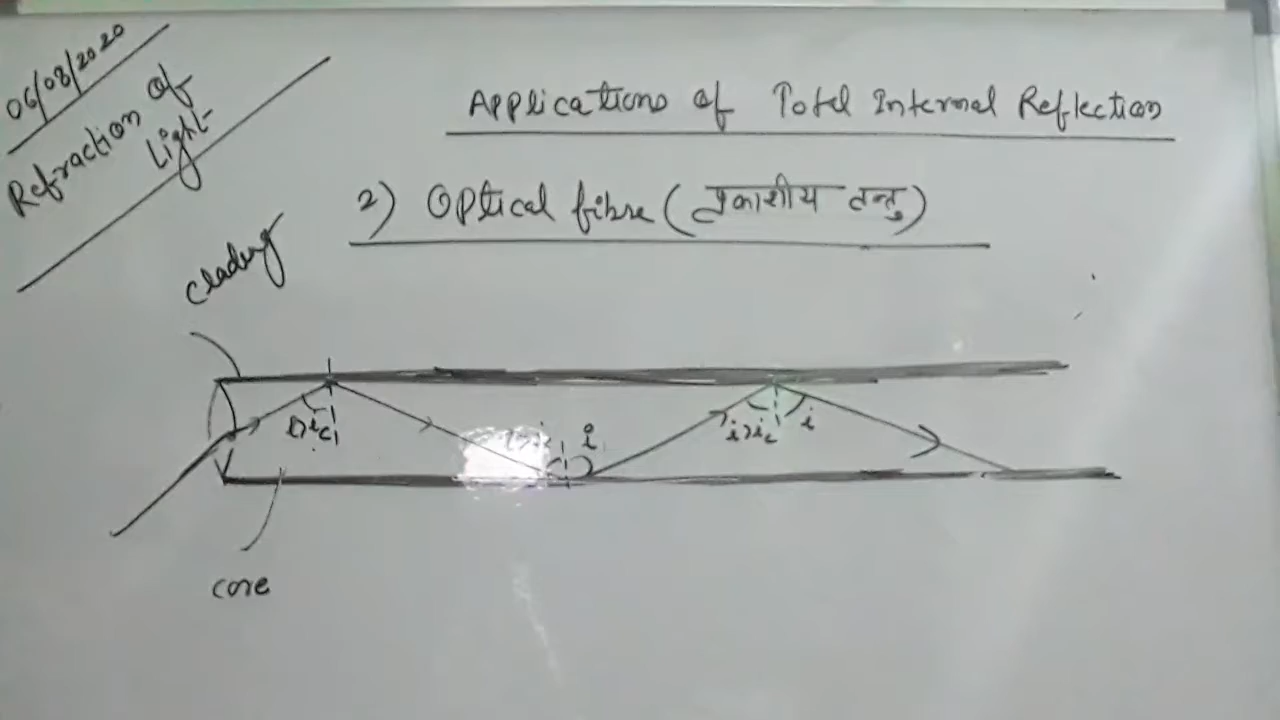 06/08/2020
Refraction of
Light
Applications of Total Internal Reflection
2) Optical fibre (प्रकाशीय तन्तु)
Clading
i>ic
i
i>ic
i
core